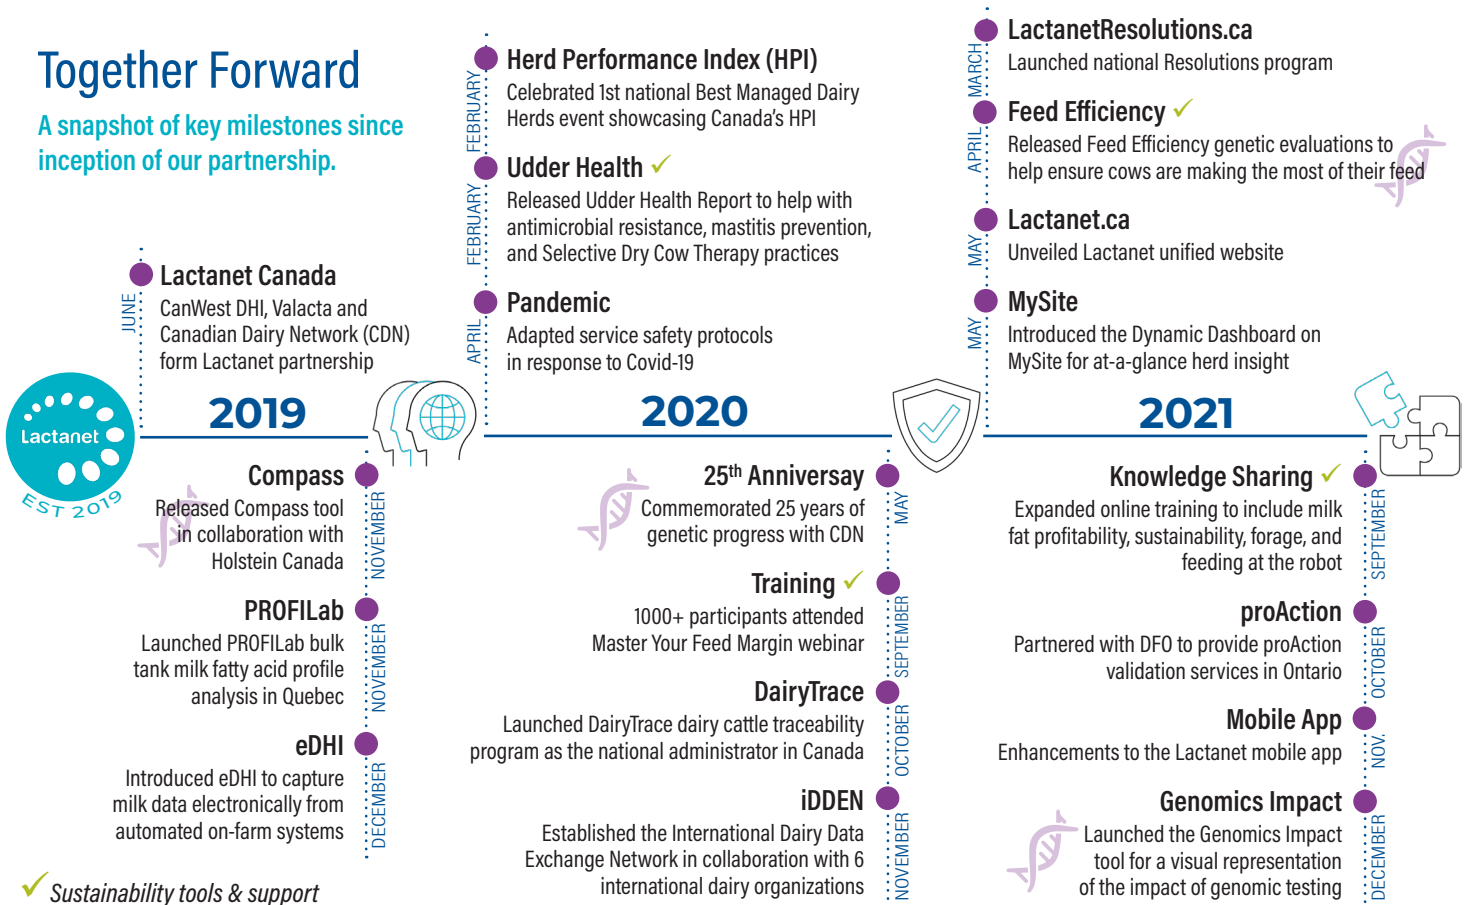 Together Forward
A snapshot of key milestones since
inception of our partnership.
JUNE
Lactanet Canada
CanWest DHI, Valacta and
Canadian Dairy Network (CDN)
form Lactanet partnership
Lactanet
EST 2019
2019
Compass
Released Compass tool
in collaboration with
Holstein Canada
NOVEMBER
PROFILab
Launched PROFILab bulk
tank milk fatty acid profile
analysis in Quebec
NOVEMBER
eDHI
Introduced eDHI to capture
milk data electronically from
automated on-farm systems
DECEMBER
Sustainability tools & support
FEBRUARY
Herd Performance Index (HPI)
Celebrated 1st national Best Managed Dairy
Herds event showcasing Canada's HPI
FEBRUARY
Udder Health
Released Udder Health Report to help with
antimicrobial resistance, mastitis prevention,
and Selective Dry Cow Therapy practices
APRIL
Pandemic
Adapted service safety protocols
in response to Covid-19
2020
25th Anniversay
Commemorated 25 years of
genetic progress with CDN
MAY
Training
1000+ participants attended
Master Your Feed Margin webinar
SEPTEMBER
DairyTrace
Launched DairyTrace dairy cattle traceability
program as the national administrator in Canada
OCTOBER
iDDEN
Established the International Dairy Data
Exchange Network in collaboration with 6
international dairy organizations
NOVEMBER
MARCH
LactanetResolutions.ca
Launched national Resolutions program
APRIL
Feed Efficiency
Released Feed Efficiency genetic evaluations to
help ensure cows are making the most of their feed
MAY
Lactanet.ca
Unveiled Lactanet unified website
MAY
MySite
Introduced the Dynamic Dashboard on
MySite for at-a-glance herd insight
2021
Knowledge Sharing
Expanded online training to include milk
fat profitability, sustainability, forage, and
feeding at the robot
SEPTEMBER
proAction
Partnered with DFO to provide proAction
validation services in Ontario
OCTOBER
Mobile App
Enhancements to the Lactanet mobile app
NOV.
Genomics Impact
Launched the Genomics Impact
tool for a visual representation
of the impact of genomic testing
DECEMBER